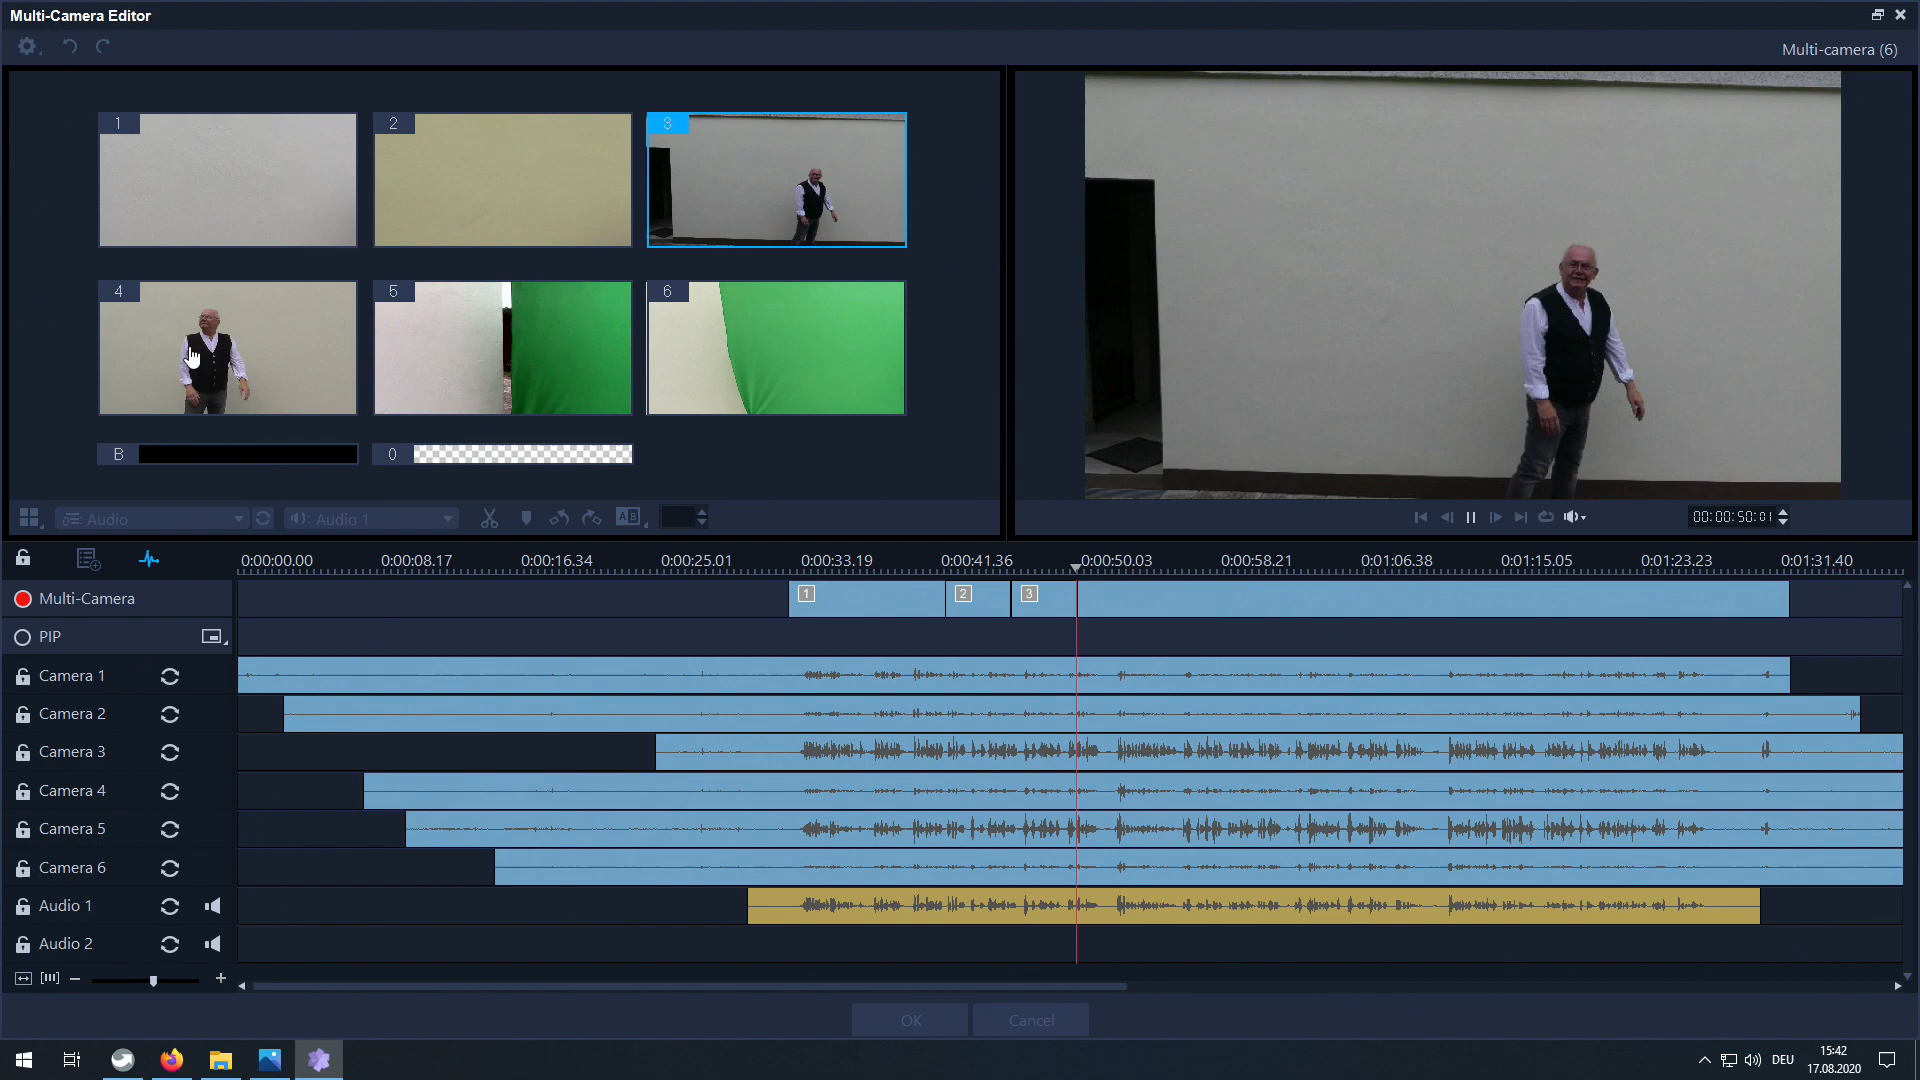 Multi-Camera Editor
Multi-camera (6)
1
2
3
4
5
6
B
0
Audio
Audio 1
A B
00:00:50:01
0:00:00.00 0:00:08.17 0:00:16.34 0:00:25.01 0:00:33.19 0:00:41.36 0:00:50.03 0:00:58.21 0:01:06.38 0:01:15.05 0:01:23.23 0:01:31.40
Multi-Camera
1 2 3
PIP
Camera 1
Camera 2
Camera 3
Camera 4
Camera 5
Camera 6
Audio 1
Audio 2
OK Cancel
DEU
15:42
17.08.2020